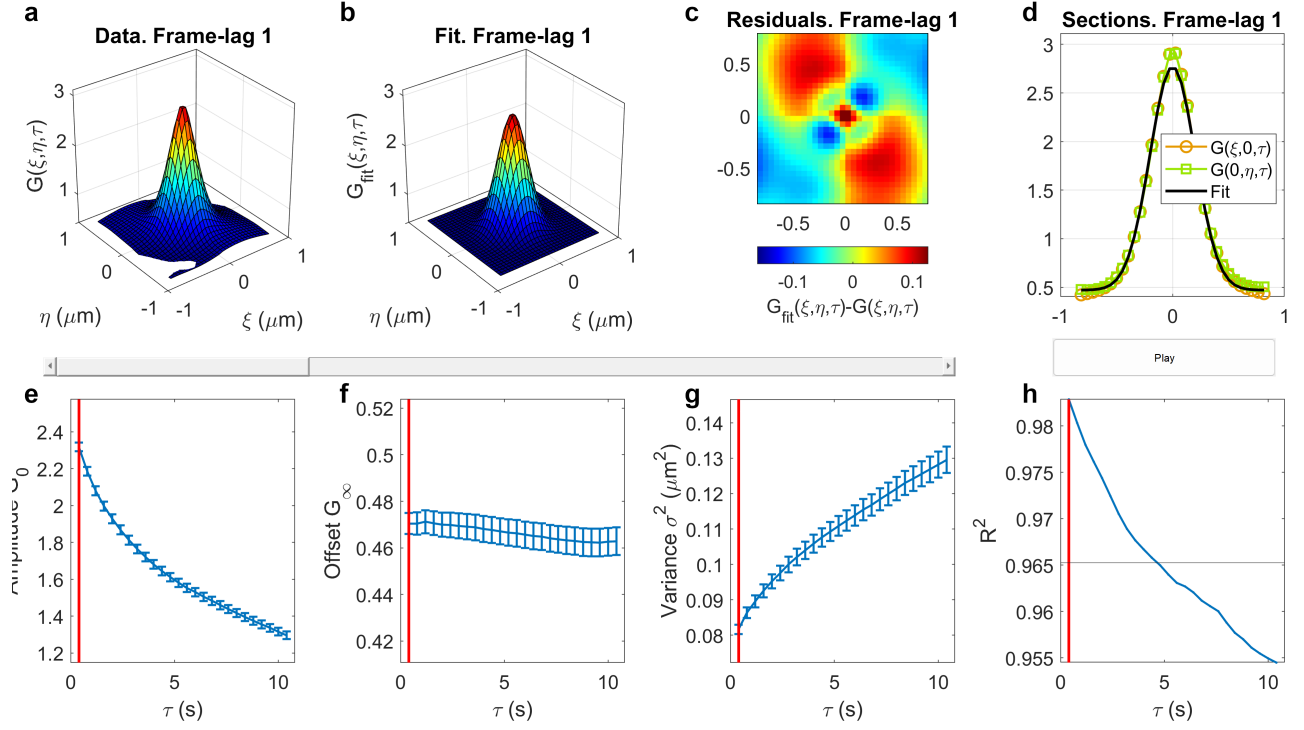 a
Data. Frame-lag 1
3
2
1
G(ξ,η,τ)
1
0
-1
η (μm)
-1
0
1
ξ (μm)
b
Fit. Frame-lag 1
3
2
1
G_fit(ξ,η,τ)
1
0
-1
η (μm)
-1
0
1
ξ (μm)
c
Residuals. Frame-lag 1
0.5
0
-0.5
-0.5 0 0.5
-0.1 0 0.1
G_fit(ξ,η,τ)-G(ξ,η,τ)
d
Sections. Frame-lag 1
3
2.5
2
1.5
1
0.5
-1 0 1
G(ξ,0,τ)
G(0,η,τ)
Fit
Play
e
2.4
2.2
2
1.8
1.6
1.4
1.2
Amplitude G_0
0 5 10
τ (s)
f
0.52
0.5
0.48
0.46
0.44
0.42
Offset G_∞
0 5 10
τ (s)
g
0.14
0.13
0.12
0.11
0.1
0.09
0.08
Variance σ² (μm²)
0 5 10
τ (s)
h
0.98
0.975
0.97
0.965
0.96
0.955
R²
0 5 10
τ (s)